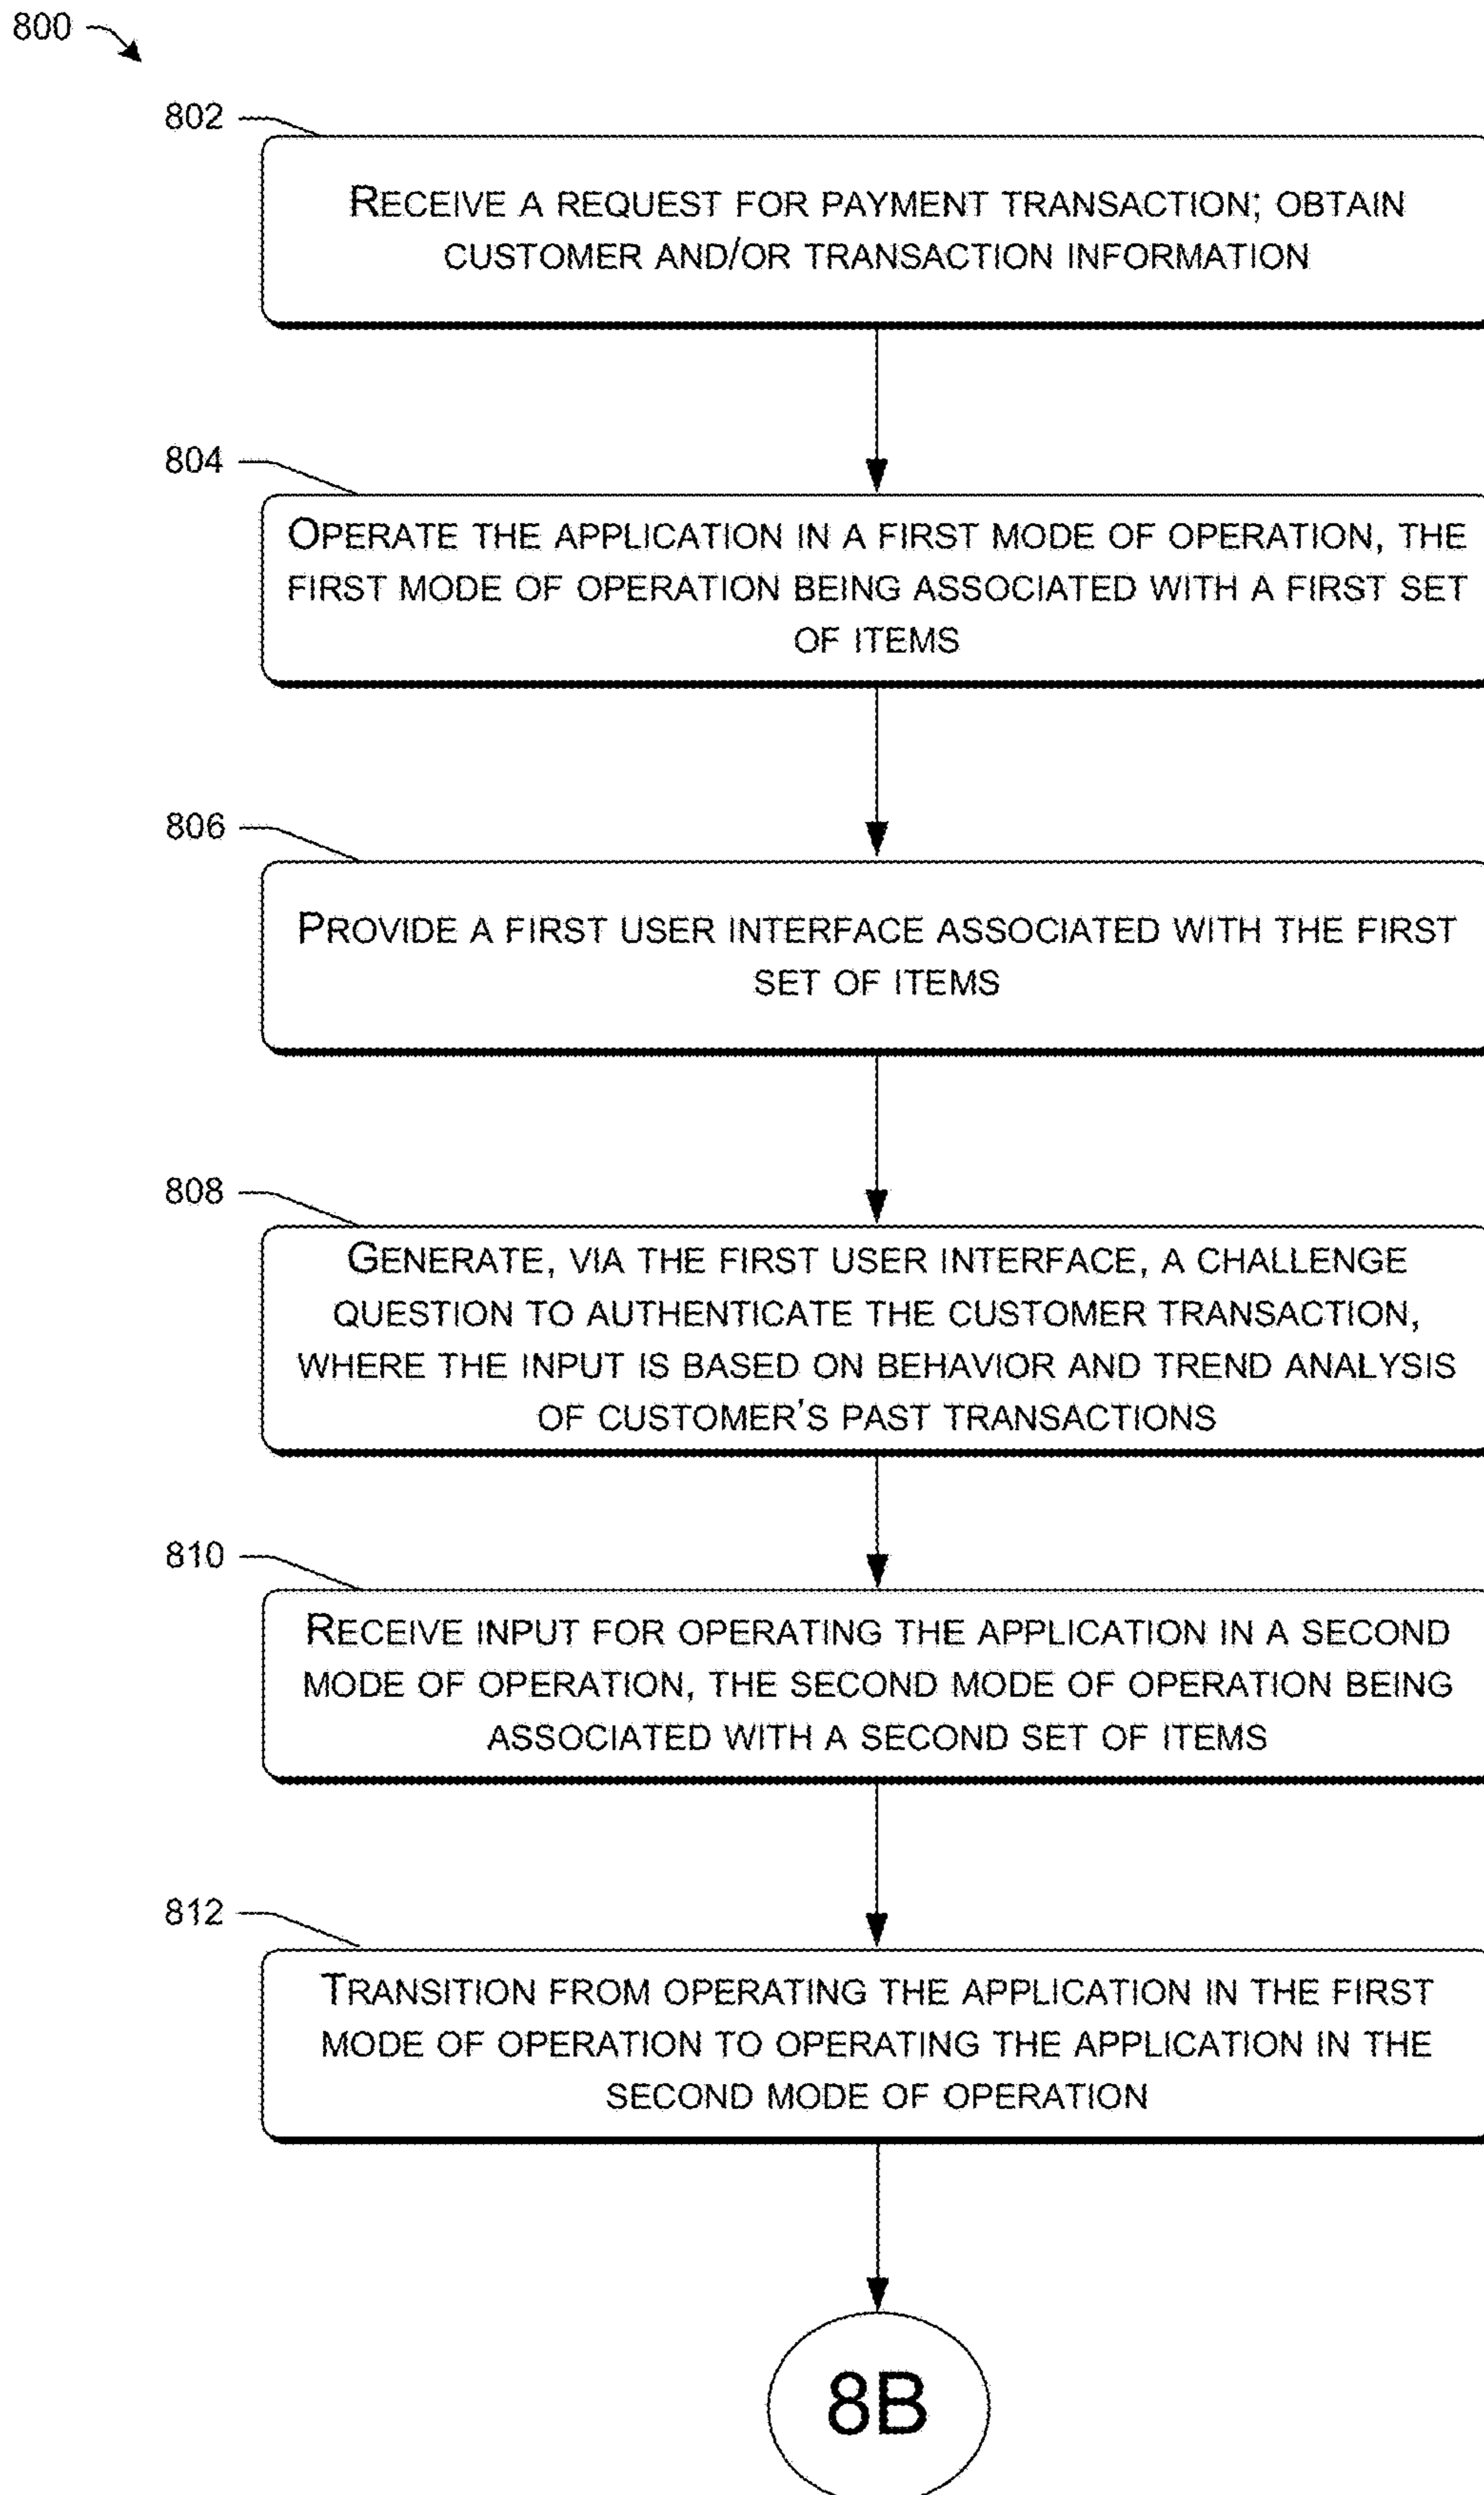 800
802
RECEIVE A REQUEST FOR PAYMENT TRANSACTION; OBTAIN
CUSTOMER AND/OR TRANSACTION INFORMATION
804
OPERATE THE APPLICATION IN A FIRST MODE OF OPERATION, THE
FIRST MODE OF OPERATION BEING ASSOCIATED WITH A FIRST SET
OF ITEMS
806
PROVIDE A FIRST USER INTERFACE ASSOCIATED WITH THE FIRST
SET OF ITEMS
808
GENERATE, VIA THE FIRST USER INTERFACE, A CHALLENGE
QUESTION TO AUTHENTICATE THE CUSTOMER TRANSACTION,
WHERE THE INPUT IS BASED ON BEHAVIOR AND TREND ANALYSIS
OF CUSTOMER'S PAST TRANSACTIONS
810
RECEIVE INPUT FOR OPERATING THE APPLICATION IN A SECOND
MODE OF OPERATION, THE SECOND MODE OF OPERATION BEING
ASSOCIATED WITH A SECOND SET OF ITEMS
812
TRANSITION FROM OPERATING THE APPLICATION IN THE FIRST
MODE OF OPERATION TO OPERATING THE APPLICATION IN THE
SECOND MODE OF OPERATION
8B